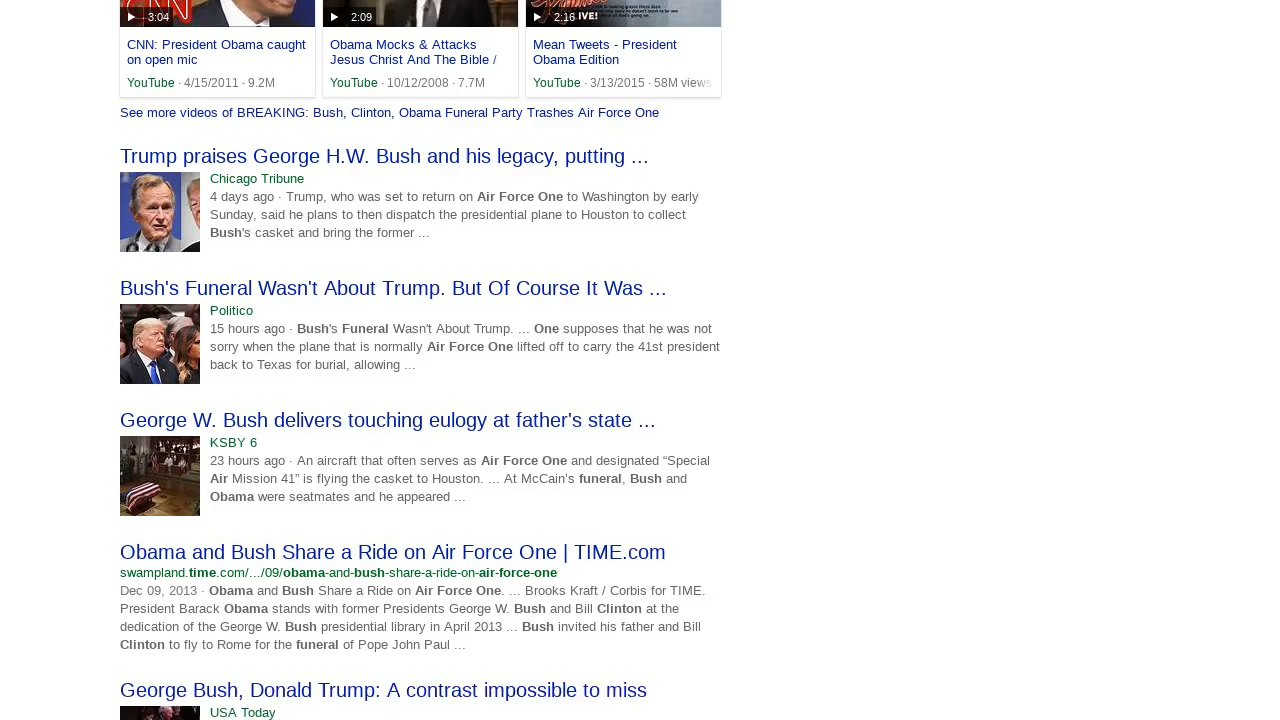 3:04
2:09
2:16
LIVE!
CNN: President Obama caught on open mic
YouTube · 4/15/2011 · 9.2M
Obama Mocks & Attacks Jesus Christ And The Bible /
YouTube · 10/12/2008 · 7.7M
Mean Tweets - President Obama Edition
YouTube · 3/13/2015 · 58M views
See more videos of BREAKING: Bush, Clinton, Obama Funeral Party Trashes Air Force One
Trump praises George H.W. Bush and his legacy, putting ...
Chicago Tribune
4 days ago · Trump, who was set to return on Air Force One to Washington by early
Sunday, said he plans to then dispatch the presidential plane to Houston to collect
Bush's casket and bring the former ...
Bush's Funeral Wasn't About Trump. But Of Course It Was ...
Politico
15 hours ago · Bush's Funeral Wasn't About Trump. ... One supposes that he was not
sorry when the plane that is normally Air Force One lifted off to carry the 41st president
back to Texas for burial, allowing ...
George W. Bush delivers touching eulogy at father's state ...
KSBY 6
23 hours ago · An aircraft that often serves as Air Force One and designated “Special
Air Mission 41” is flying the casket to Houston. ... At McCain’s funeral, Bush and
Obama were seatmates and he appeared ...
Obama and Bush Share a Ride on Air Force One | TIME.com
swampland.time.com/.../09/obama-and-bush-share-a-ride-on-air-force-one
Dec 09, 2013 · Obama and Bush Share a Ride on Air Force One. ... Brooks Kraft / Corbis for TIME.
President Barack Obama stands with former Presidents George W. Bush and Bill Clinton at the
dedication of the George W. Bush presidential library in April 2013 ... Bush invited his father and Bill
Clinton to fly to Rome for the funeral of Pope John Paul ...
George Bush, Donald Trump: A contrast impossible to miss
USA Today